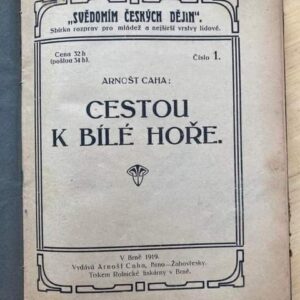 „SVĚDOMÍM ČESKÝCH DĚJIN".
Sbírka rozprav pro mládež a nejširší vrstvy lidové.
Cena 32 h
(poštou 34 h).
Číslo 1.
ARNOŠT CAHA:
CESTOU
K BÍLÉ HOŘE.
V Brně 1919.
Vydává Arnošt Caha, Brno-Žabovřesky.
Tiskem Rolnické tiskárny v Brně.